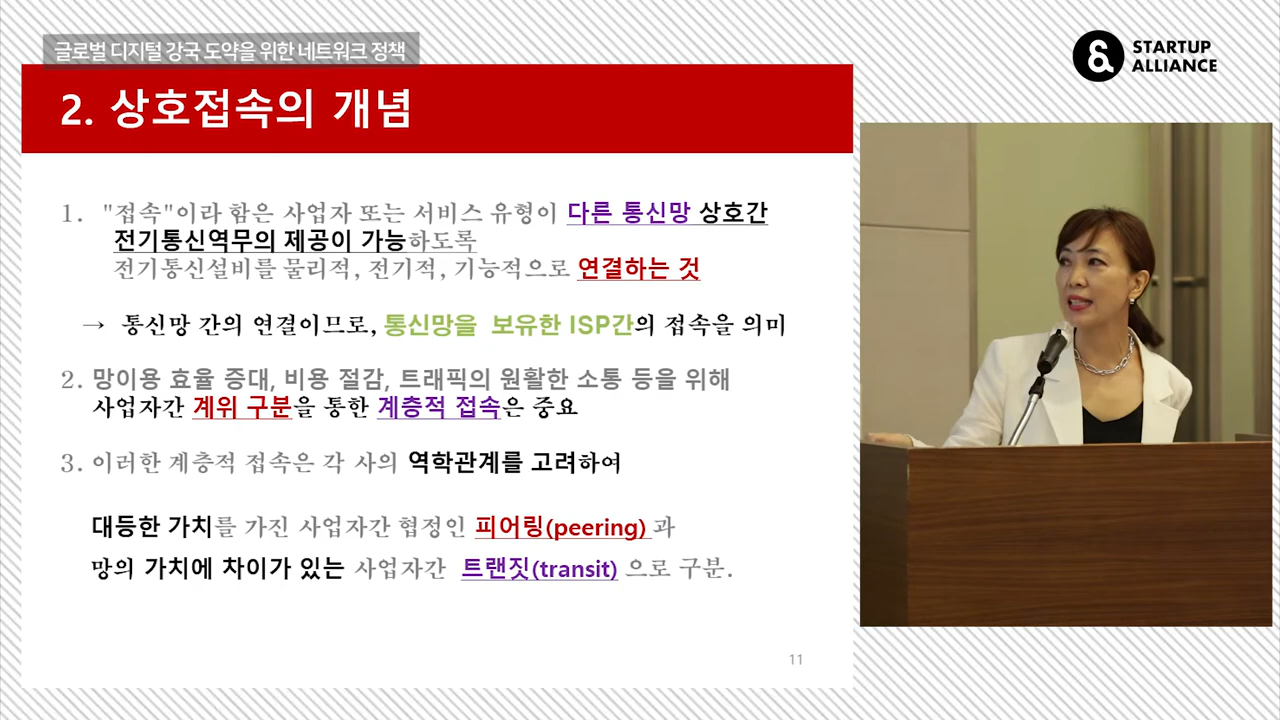 글로벌 디지털 강국 도약을 위한 네트워크 정책
STARTUP
ALLIANCE
2. 상호접속의 개념
1. "접속"이라 함은 사업자 또는 서비스 유형이 다른 통신망 상호간
전기통신역무의 제공이 가능하도록
전기통신설비를 물리적, 전기적, 기능적으로 연결하는 것
→ 통신망 간의 연결이므로, 통신망을 보유한 ISP간의 접속을 의미
2. 망이용 효율 증대, 비용 절감, 트래픽의 원활한 소통 등을 위해
사업자간 계위 구분을 통한 계층적 접속은 중요
3. 이러한 계층적 접속은 각 사의 역학관계를 고려하여
대등한 가치를 가진 사업자간 협정인 피어링(peering) 과
망의 가치에 차이가 있는 사업자간 트랜짓(transit) 으로 구분.
11